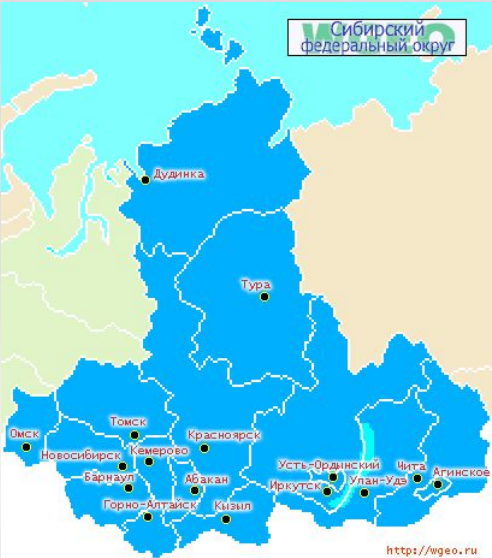 Сибирский
федеральный округ
WGEO
Дудинка
Тура
Томск
Омск
Красноярск
Новосибирск
Кемерово
Усть-Ордынский
Чита
Барнаул
Абакан
Агинское
Иркутск
Улан-Удэ
Горно-Алтайск
Кызыл
http://wgeo.ru